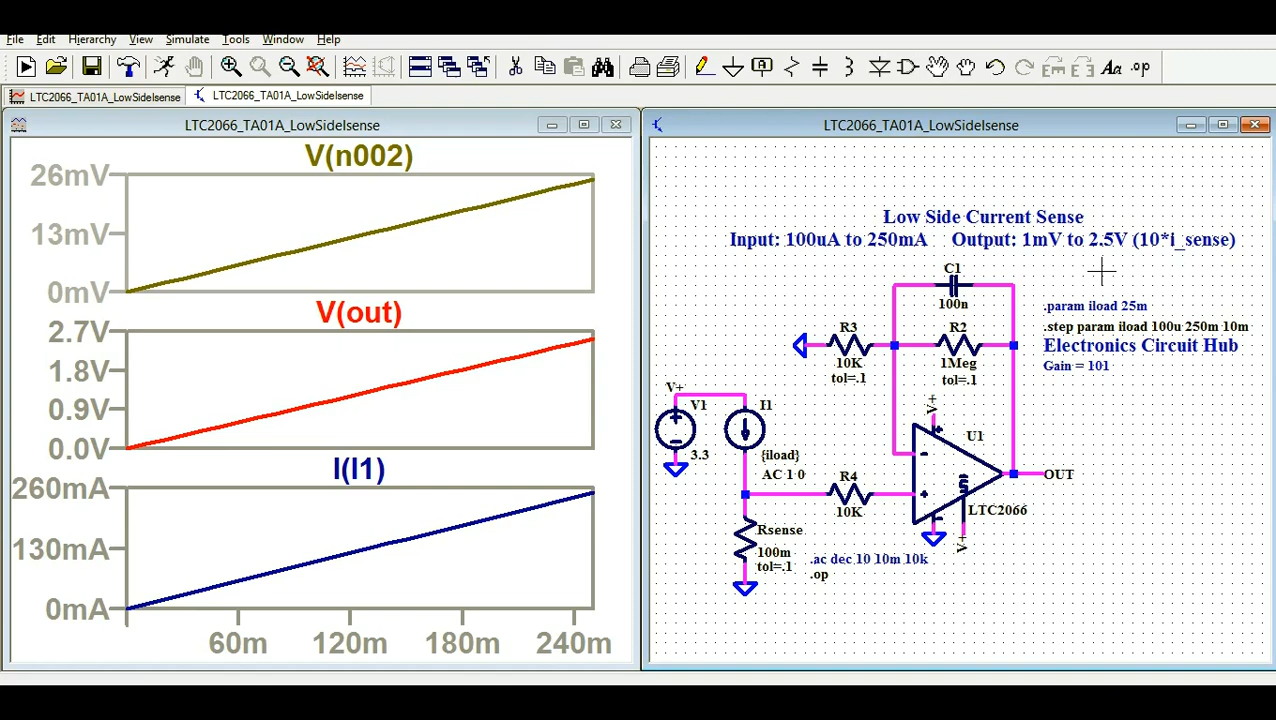 File Edit Hierarchy View Simulate Tools Window Help
Aa .op
LTC2066_TA01A_LowSideIsense LTC2066_TA01A_LowSideIsense
LTC2066_TA01A_LowSideIsense
V(n002)
26mV
13mV
0mV
V(out)
2.7V
1.8V
0.9V
0.0V
I(I1)
260mA
130mA
0mA
60m 120m 180m 240m
LTC2066_TA01A_LowSideIsense
Low Side Current Sense
Input: 100uA to 250mA Output: 1mV to 2.5V (10*i_sense)
C1
100n
.param iload 25m
.step param iload 100u 250m 10m
Electronics Circuit Hub
Gain = 101
R3
10K
tol=.1
R2
1Meg
tol=.1
V+
V1
3.3
I1
{iload}
AC 1 0
V+
U1
-
+
LTC2066
V+
OUT
R4
10K
Rsense
100m
tol=.1
.ac dec 10 10m 10k
.op